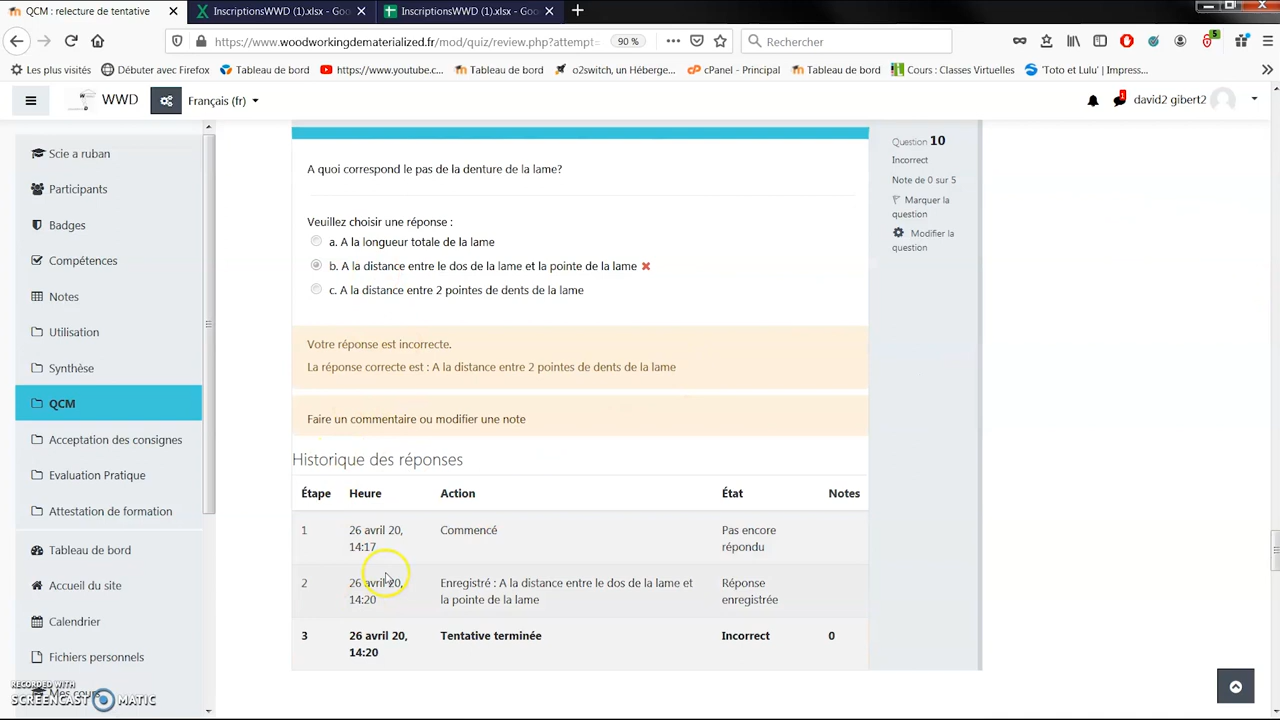 QCM : relecture de tentative
InscriptionsWWD (1).xlsx - Goo
InscriptionsWWD (1).xlsx - Goo
https://www.woodworkingdematerialized.fr/mod/quiz/review.php?attempt=
90 %
Rechercher
5
Les plus visités
Débuter avec Firefox
Tableau de bord
https://www.youtube.c...
Tableau de bord
o2switch, un Héberge...
cPanel - Principal
Tableau de bord
Cours : Classes Virtuelles
'Toto et Lulu' | Impress...
WWD
Français (fr)
1
david2 gibert2
Scie a ruban
Participants
Badges
Compétences
Notes
Utilisation
Synthèse
QCM
Acceptation des consignes
Evaluation Pratique
Attestation de formation
Tableau de bord
Accueil du site
Calendrier
Fichiers personnels
Mes cours
A quoi correspond le pas de la denture de la lame?
Veuillez choisir une réponse :
a. A la longueur totale de la lame
b. A la distance entre le dos de la lame et la pointe de la lame
c. A la distance entre 2 pointes de dents de la lame
Votre réponse est incorrecte.
La réponse correcte est : A la distance entre 2 pointes de dents de la lame
Faire un commentaire ou modifier une note
Historique des réponses
Étape Heure Action État Notes
1 26 avril 20, 14:17 Commencé Pas encore répondu
2 26 avril 20, 14:20 Enregistré : A la distance entre le dos de la lame et la pointe de la lame Réponse enregistrée
3 26 avril 20, 14:20 Tentative terminée Incorrect 0
Question 10
Incorrect
Note de 0 sur 5
Marquer la
question
Modifier la
question
RECORDED WITH
SCREENCAST MATIC